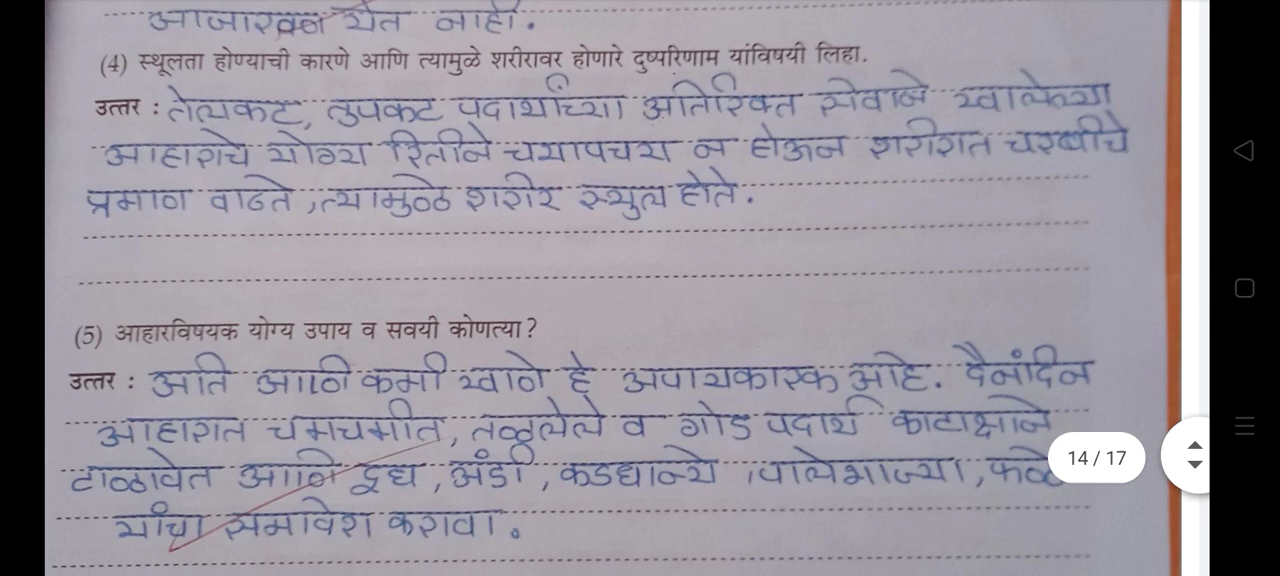 आजारपण येत नाही.
(4) स्थूलता होण्याची कारणे आणि त्यामुळे शरीरावर होणारे दुष्परिणाम यांविषयी लिहा.
उत्तर : तेलकट, तुपकट पदार्थांच्या अतिरिक्त सेवाने खाल्लेल्या
आहाराचे योग्य रितीने चयापचय न होऊन शरीरात चरबीचे
प्रमाण वाढते ,त्यामुळे शरीर स्थुल होते.
(5) आहारविषयक योग्य उपाय व सवयी कोणत्या?
उत्तर : अति आणि कमी खाणे हे अपायकारक आहे. दैनंदिन
आहारात चमचमीत, तळलेले व गोड पदार्थ काटाक्षाने
टाळावेत आणि दूध, अंडी, कडधान्ये ,पालेभाज्या, फळे
14 / 17
यांचा समावेश करावा.